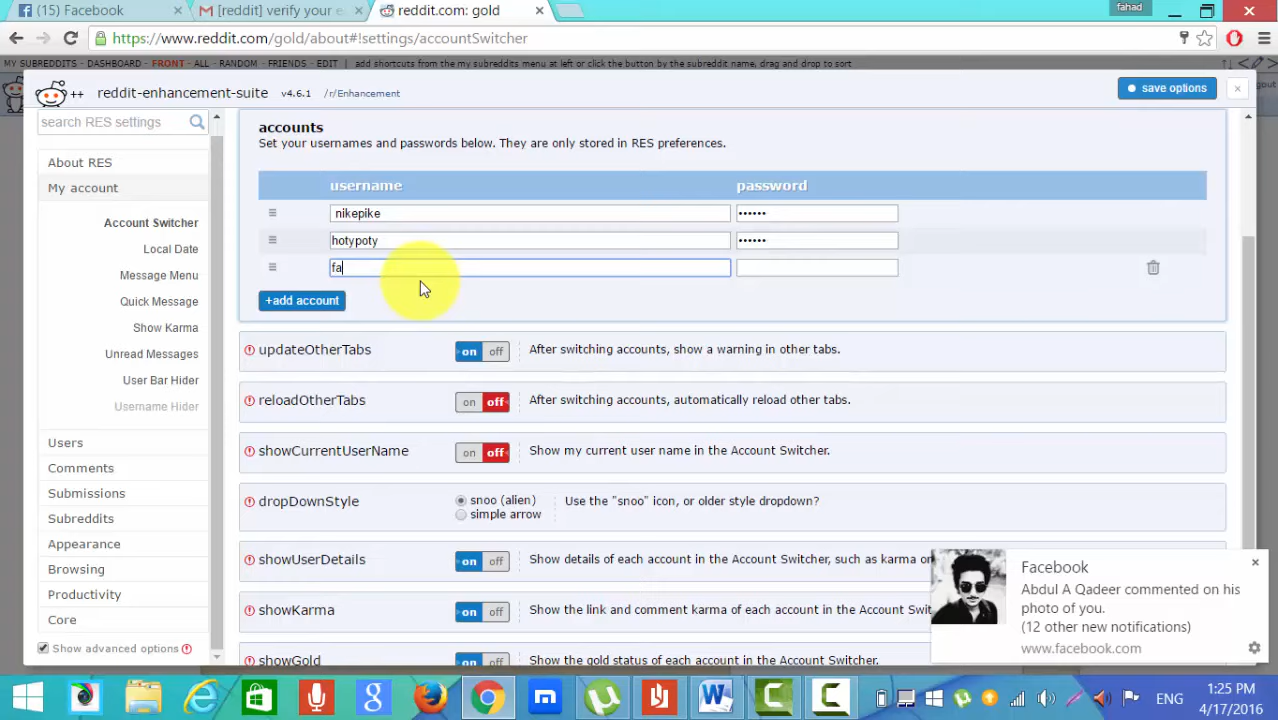 (15) Facebook
[reddit] verify your e
reddit.com: gold
fahad
https://www.reddit.com/gold/about#!settings/accountSwitcher
MY SUBREDDITS - DASHBOARD - FRONT - ALL - RANDOM - FRIENDS - EDIT | add shortcuts from the my subreddits menu at left or click the button by the subreddit name, drag and drop to sort
++ reddit-enhancement-suite v4.6.1 /r/Enhancement
save options
search RES settings
About RES
My account
Account Switcher
Local Date
Message Menu
Quick Message
Show Karma
Unread Messages
User Bar Hider
Username Hider
Users
Comments
Submissions
Subreddits
Appearance
Browsing
Productivity
Core
Show advanced options
accounts
Set your usernames and passwords below. They are only stored in RES preferences.
username password
nikepike ••••••
hotypoty ••••••
fa
+add account
updateOtherTabs on off After switching accounts, show a warning in other tabs.
reloadOtherTabs on off After switching accounts, automatically reload other tabs.
showCurrentUserName on off Show my current user name in the Account Switcher.
dropDownStyle snoo (alien) Use the "snoo" icon, or older style dropdown?
simple arrow
showUserDetails on off Show details of each account in the Account Switcher, such as karma o
showKarma on off Show the link and comment karma of each account in the Account Swit
showGold on off Show the gold status of each account in the Account Switcher.
Facebook
Abdul A Qadeer commented on his
photo of you.
(12 other new notifications)
www.facebook.com
ENG
1:25 PM
4/17/2016